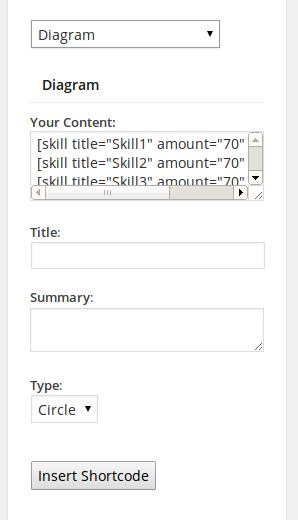 Diagram
Diagram
Your Content:
[skill title="Skill1" amount="70"
[skill title="Skill2" amount="70"
[skill title="Skill3" amount="70"
Title:
Summary:
Type:
Circle
Insert Shortcode